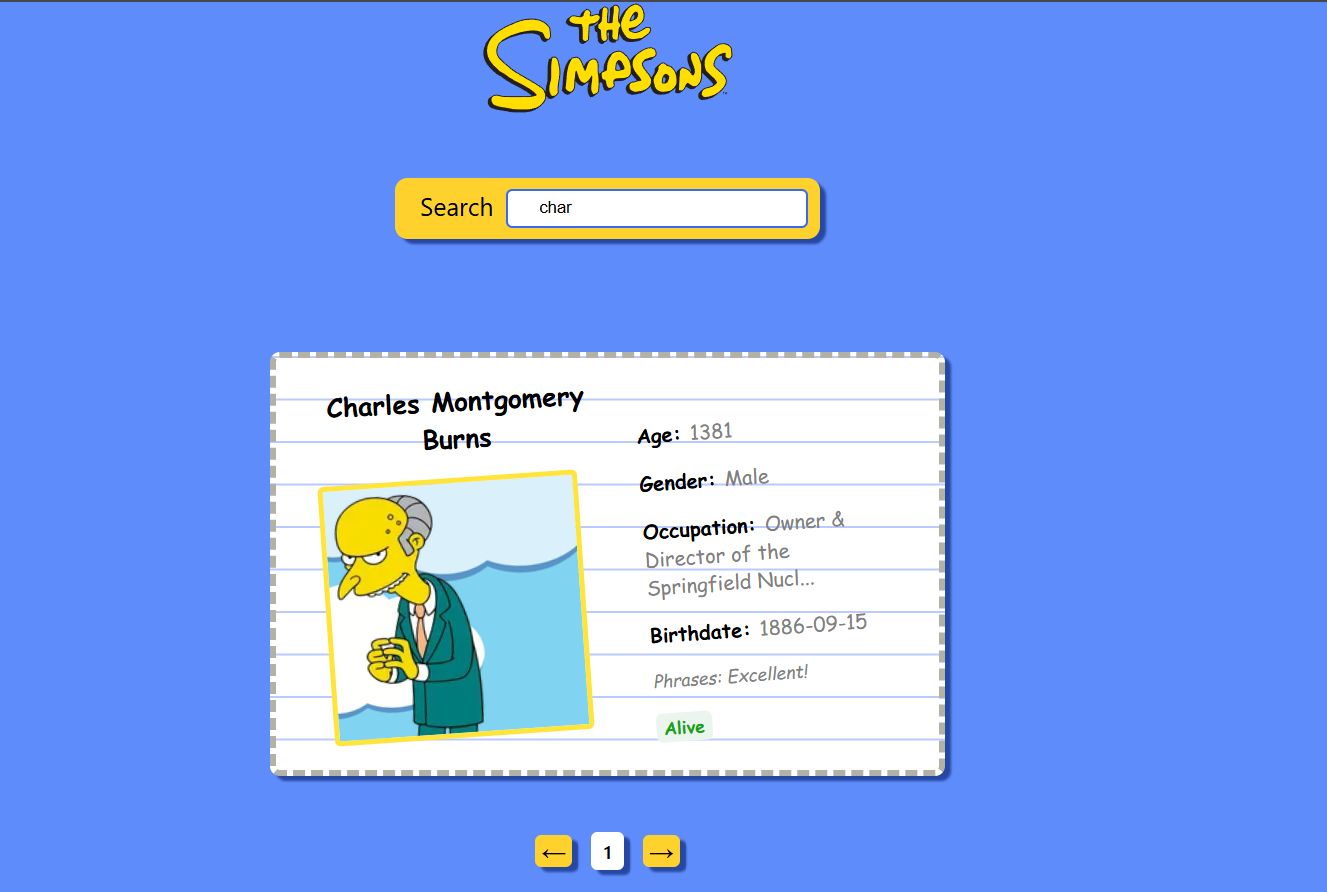 THE
SIMPSONS
™
Search char
Charles Montgomery
Burns
Age: 1381
Gender: Male
Occupation: Owner &
Director of the
Springfield Nucl...
Birthdate: 1886-09-15
Phrases: Excellent!
Alive
← 1 →